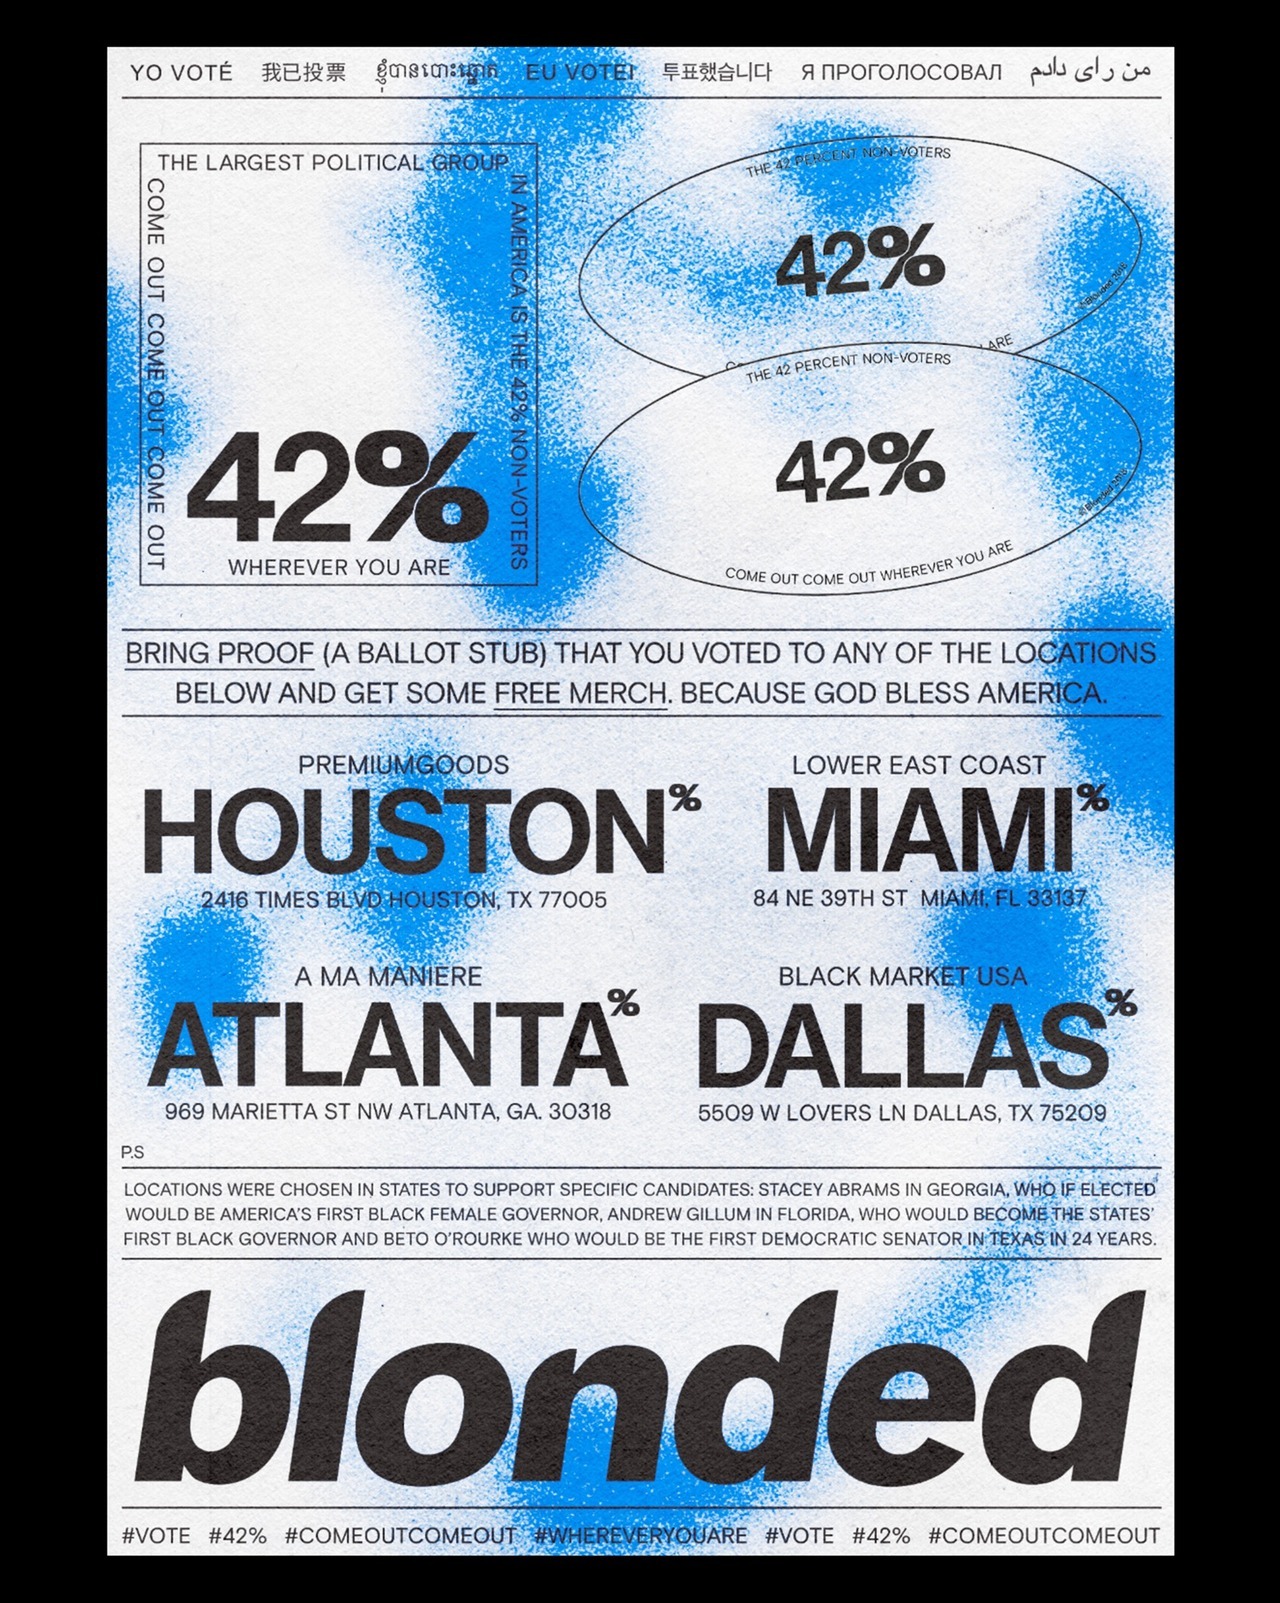 YO VOTÉ 我已投票 ខ្ញុំបានបោះឆ្នោត EU VOTEI 투표했습니다 Я ПРОГОЛОСОВАЛ من رای دادم
THE LARGEST POLITICAL GROUP
IN AMERICA IS THE 42% NON-VOTERS
COME OUT COME OUT COME OUT
42%
WHEREVER YOU ARE
THE 42 PERCENT NON-VOTERS
42%
ARE
THE 42 PERCENT NON-VOTERS
42%
COME OUT COME OUT WHEREVER YOU ARE
BRING PROOF (A BALLOT STUB) THAT YOU VOTED TO ANY OF THE LOCATIONS
BELOW AND GET SOME FREE MERCH. BECAUSE GOD BLESS AMERICA.
PREMIUMGOODS
HOUSTON%
2416 TIMES BLVD HOUSTON, TX 77005
LOWER EAST COAST
MIAMI%
84 NE 39TH ST MIAMI, FL 33137
A MA MANIERE
ATLANTA%
969 MARIETTA ST NW ATLANTA, GA. 30318
BLACK MARKET USA
DALLAS%
5509 W LOVERS LN DALLAS, TX 75209
P.S
LOCATIONS WERE CHOSEN IN STATES TO SUPPORT SPECIFIC CANDIDATES: STACEY ABRAMS IN GEORGIA, WHO IF ELECTED
WOULD BE AMERICA'S FIRST BLACK FEMALE GOVERNOR, ANDREW GILLUM IN FLORIDA, WHO WOULD BECOME THE STATES'
FIRST BLACK GOVERNOR AND BETO O'ROURKE WHO WOULD BE THE FIRST DEMOCRATIC SENATOR IN TEXAS IN 24 YEARS.
blonded
#VOTE #42% #COMEOUTCOMEOUT #WHEREVERYOUARE #VOTE #42% #COMEOUTCOMEOUT